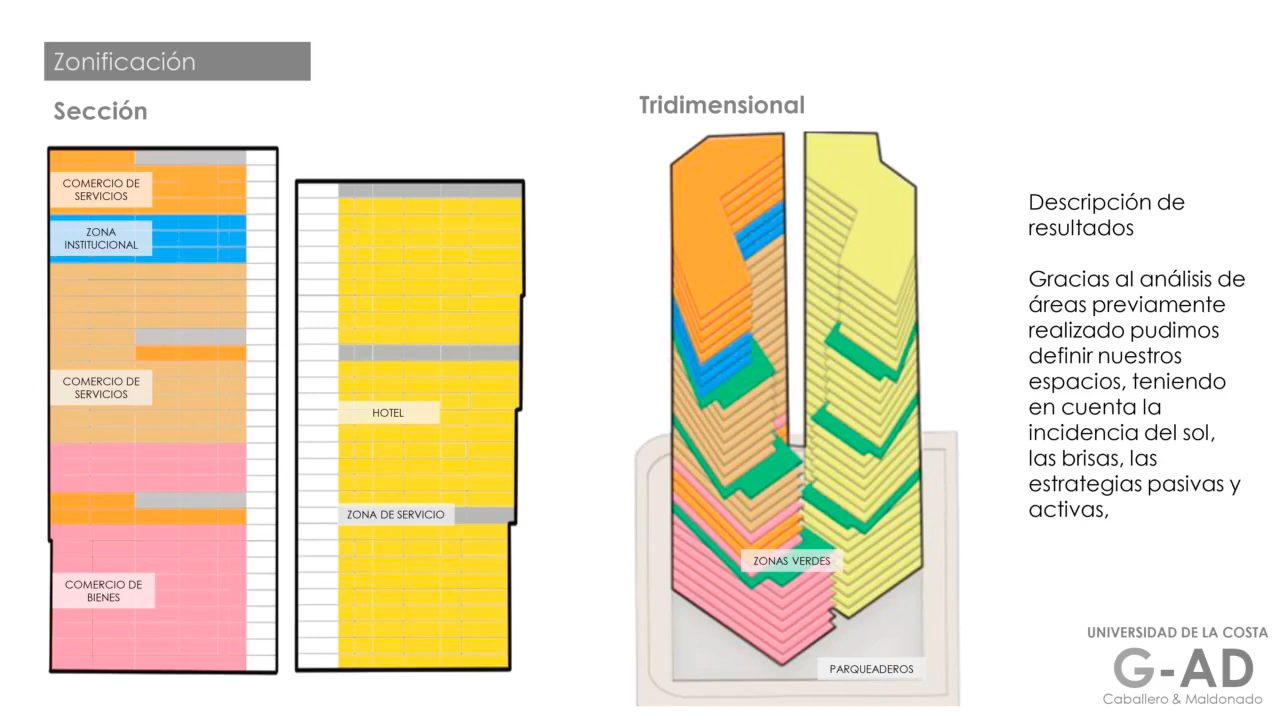 Zonificación
Sección
COMERCIO DE
SERVICIOS
ZONA
INSTITUCIONAL
COMERCIO DE
SERVICIOS
COMERCIO DE
BIENES
HOTEL
ZONA DE SERVICIO
Tridimensional
ZONAS VERDES
PARQUEADEROS
Descripción de
resultados
Gracias al análisis de
áreas previamente
realizado pudimos
definir nuestros
espacios, teniendo
en cuenta la
incidencia del sol,
las brisas, las
estrategias pasivas y
activas,
UNIVERSIDAD DE LA COSTA
G-AD
Caballero & Maldonado